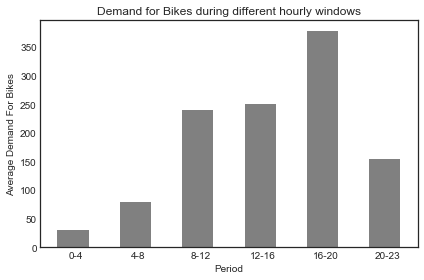 Demand for Bikes during different hourly windows
Average Demand For Bikes
350
300
250
200
150
100
50
0
0-4 4-8 8-12 12-16 16-20 20-23
Period